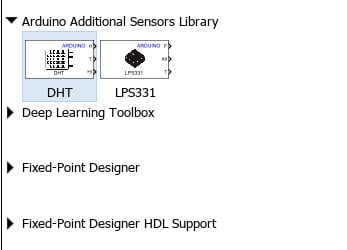 Arduino Additional Sensors Library
ARDUINO H
T
DHT HI
ARDUINO P
Alt
LPS331 T
DHT
LPS331
Deep Learning Toolbox
Fixed-Point Designer
Fixed-Point Designer HDL Support